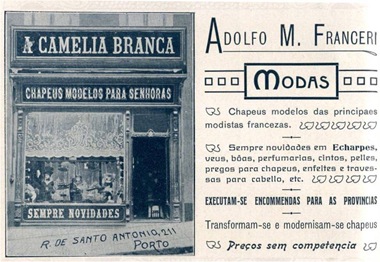 A CAMELIA BRANCA
CHAPEUS MODELOS PARA SENHORAS
SEMPRE NOVIDADES
R. DE SANTO ANTONIO, 211
PORTO
ADOLFO M. FRANCERI
MODAS
Chapeus modelos das principaes
modistas francezas.
Sempre novidades em Echarpes,
veus, bôas, perfumarias, cintos, pelles,
pregos para chapeus, enfeites e traves-
sas para cabello, etc.
EXECUTAM-SE ENCOMMENDAS PARA AS PROVINCIAS
Transformam-se e modernisam-se chapeus
Preços sem competencia